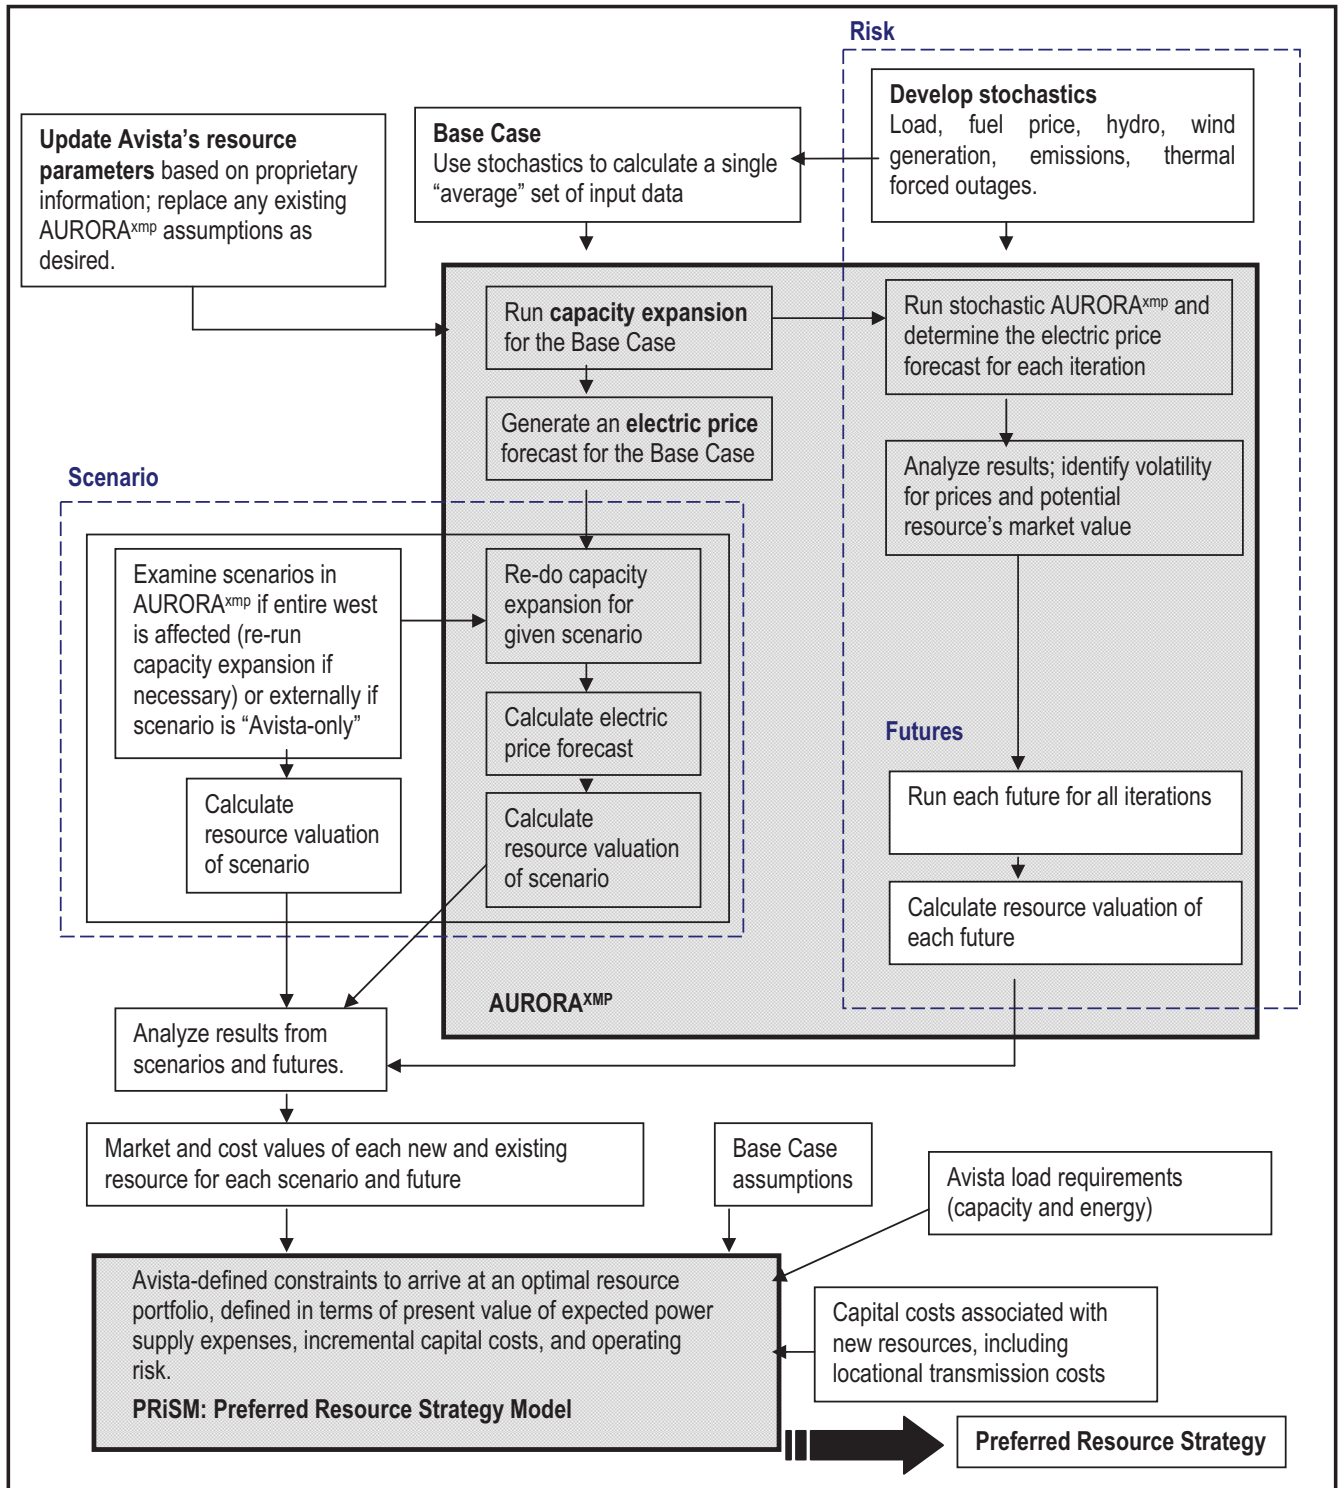 Risk
Develop stochastics
Load, fuel price, hydro, wind
generation, emissions, thermal
forced outages.
Base Case
Use stochastics to calculate a single
“average” set of input data
Update Avista’s resource
parameters based on proprietary
information; replace any existing
AURORAxmp assumptions as
desired.
Run capacity expansion
for the Base Case
Run stochastic AURORAxmp and
determine the electric price
forecast for each iteration
Generate an electric price
forecast for the Base Case
Analyze results; identify volatility
for prices and potential
resource’s market value
Scenario
Examine scenarios in
AURORAxmp if entire west
is affected (re-run
capacity expansion if
necessary) or externally if
scenario is “Avista-only”
Re-do capacity
expansion for
given scenario
Calculate electric
price forecast
Futures
Run each future for all iterations
Calculate
resource valuation
of scenario
Calculate
resource valuation
of scenario
Calculate resource valuation of
each future
AURORAXMP
Analyze results from
scenarios and futures.
Market and cost values of each new and existing
resource for each scenario and future
Base Case
assumptions
Avista load requirements
(capacity and energy)
Avista-defined constraints to arrive at an optimal resource
portfolio, defined in terms of present value of expected power
supply expenses, incremental capital costs, and operating
risk.
PRiSM: Preferred Resource Strategy Model
Capital costs associated with
new resources, including
locational transmission costs
Preferred Resource Strategy